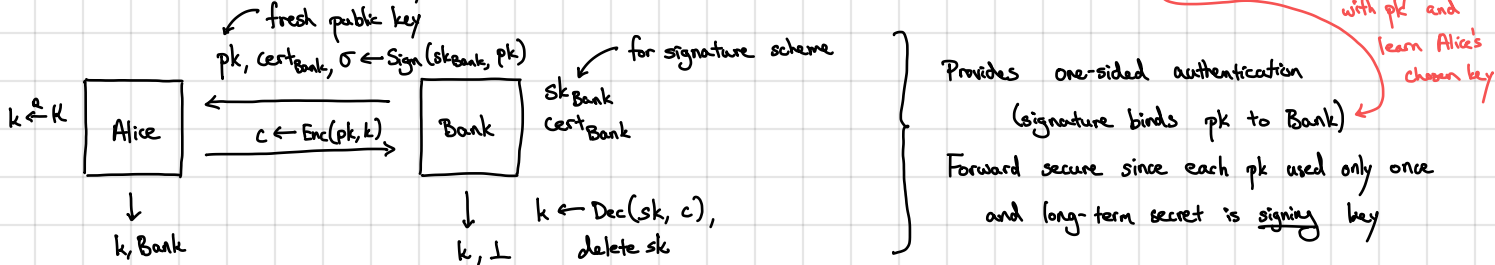 fresh public key
pk, cert_Bank, σ ← Sign(sk_Bank, pk)
for signature scheme
sk_Bank
cert_Bank
k ←R K
Alice
c ← Enc(pk, k)
Bank
k, Bank
k, ⊥
k ← Dec(sk, c),
delete sk
Provides one-sided authentication
(signature binds pk to Bank)
Forward secure since each pk used only once
and long-term secret is signing key
with pk and
learn Alice's
chosen key